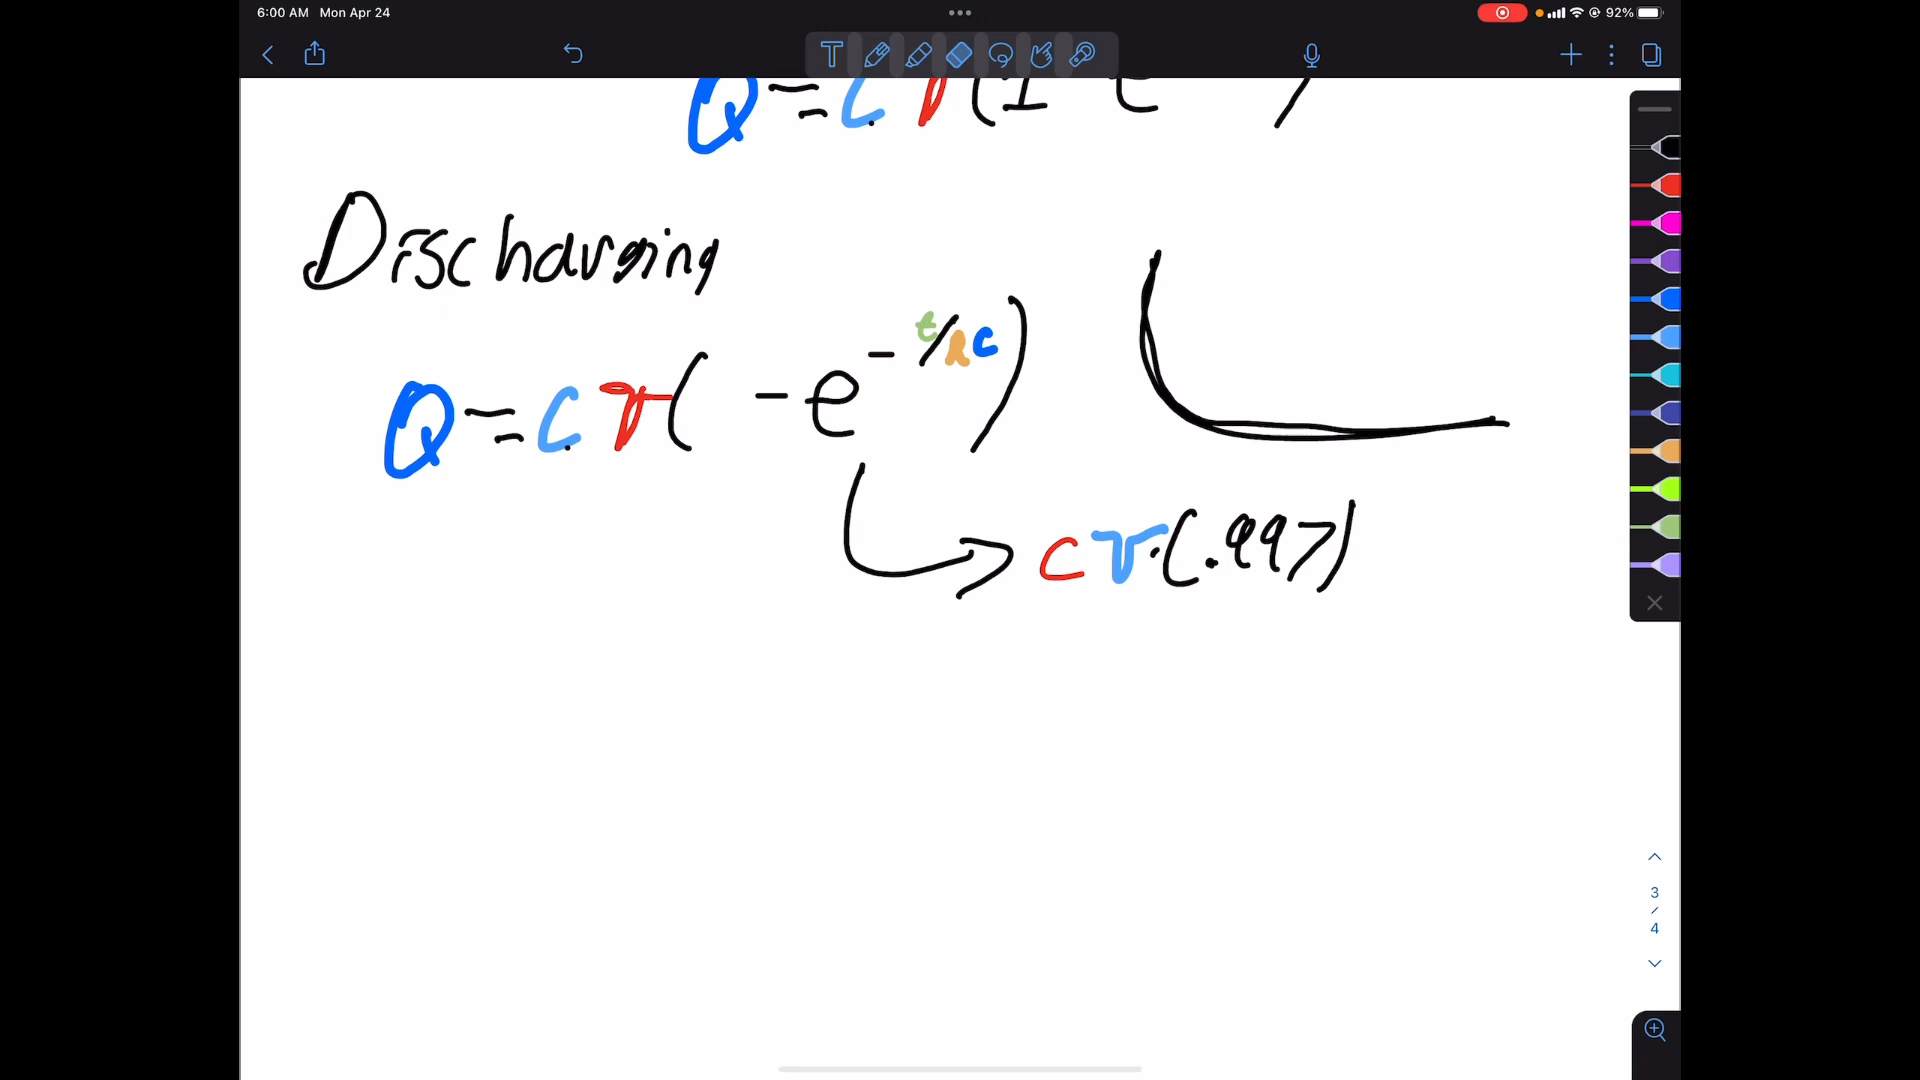 6:00 AM Mon Apr 24
92%
Discharging
Q=CV( -e^-t/RC)
CV·(.997)
3
/
4